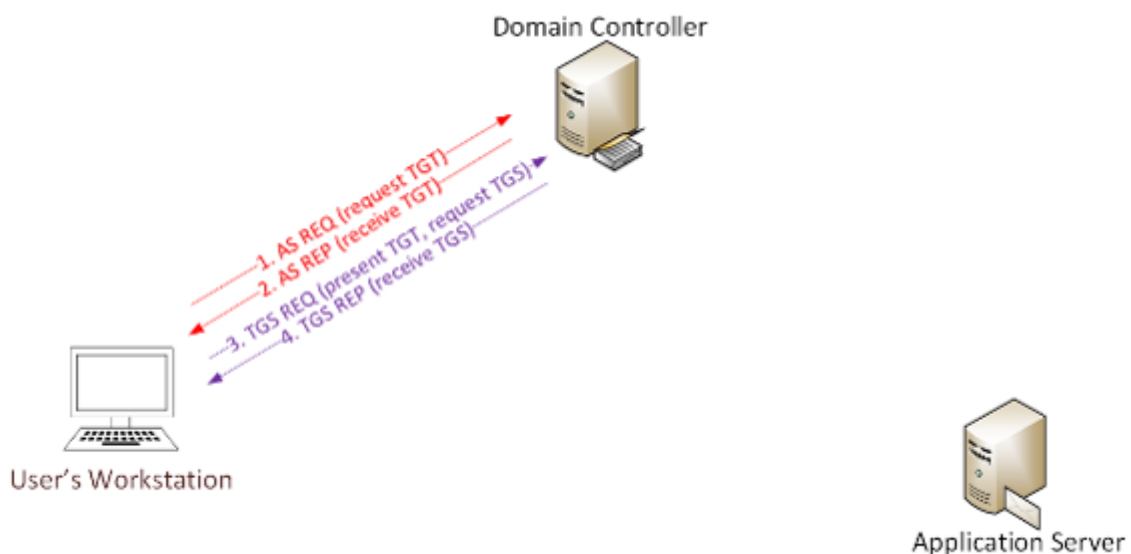 Domain Controller
1. AS REQ (request TGT)
2. AS REP (receive TGT)
3. TGS REQ (present TGT, request TGS)
4. TGS REP (receive TGS)
User's Workstation
Application Server